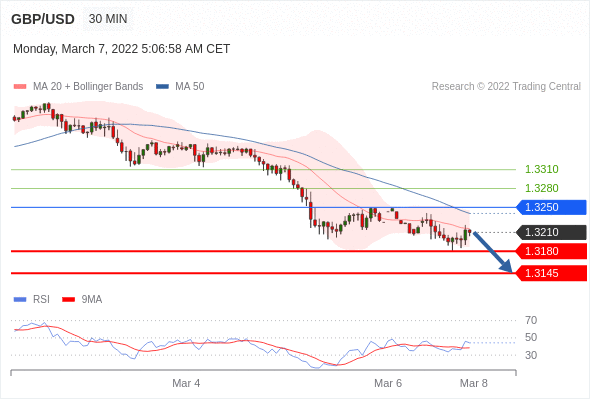 GBP/USD 30 MIN
Monday, March 7, 2022 5:06:58 AM CET
MA 20 + Bollinger Bands MA 50 Research © 2022 Trading Central
1.3310
1.3280
1.3250
1.3210
1.3180
1.3145
RSI 9MA
70
50
30
Mar 4 Mar 6 Mar 8